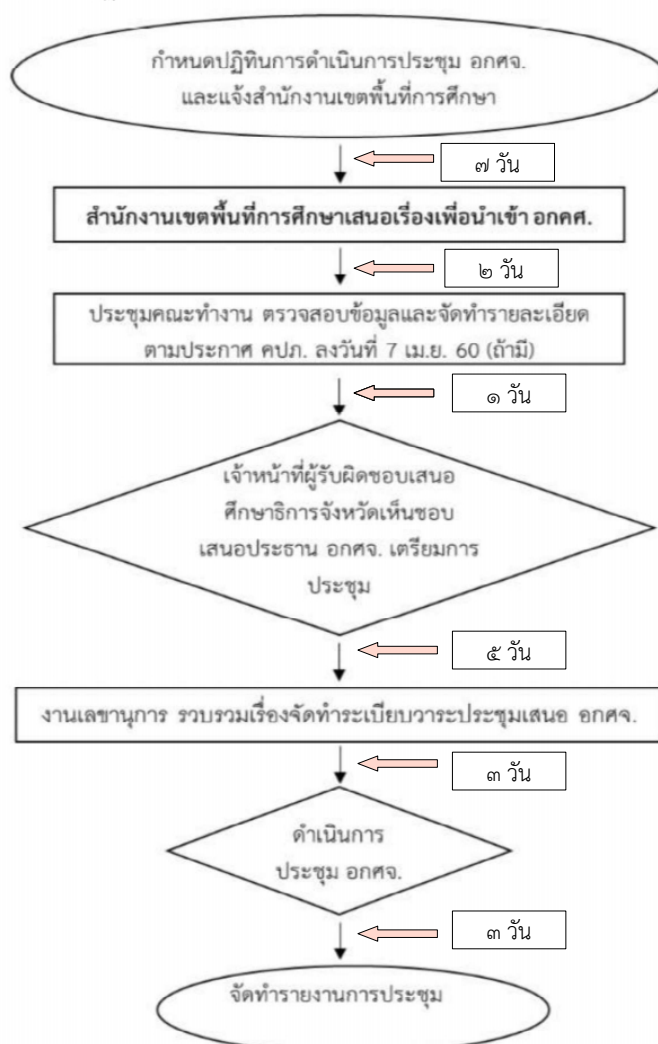 กำหนดปฏิทินการดำเนินการประชุม อกศจ.
และแจ้งสำนักงานเขตพื้นที่การศึกษา
๗ วัน
สำนักงานเขตพื้นที่การศึกษาเสนอเรื่องเพื่อนำเข้า อกคศ.
๒ วัน
ประชุมคณะทำงาน ตรวจสอบข้อมูลและจัดทำรายละเอียด
ตามประกาศ คปภ. ลงวันที่ 7 เม.ย. 60 (ถ้ามี)
๑ วัน
เจ้าหน้าที่ผู้รับผิดชอบเสนอ
ศึกษาธิการจังหวัดเห็นชอบ
เสนอประธาน อกศจ. เตรียมการ
ประชุม
๕ วัน
งานเลขานุการ รวบรวมเรื่องจัดทำระเบียบวาระประชุมเสนอ อกศจ.
๓ วัน
ดำเนินการ
ประชุม อกศจ.
๓ วัน
จัดทำรายงานการประชุม